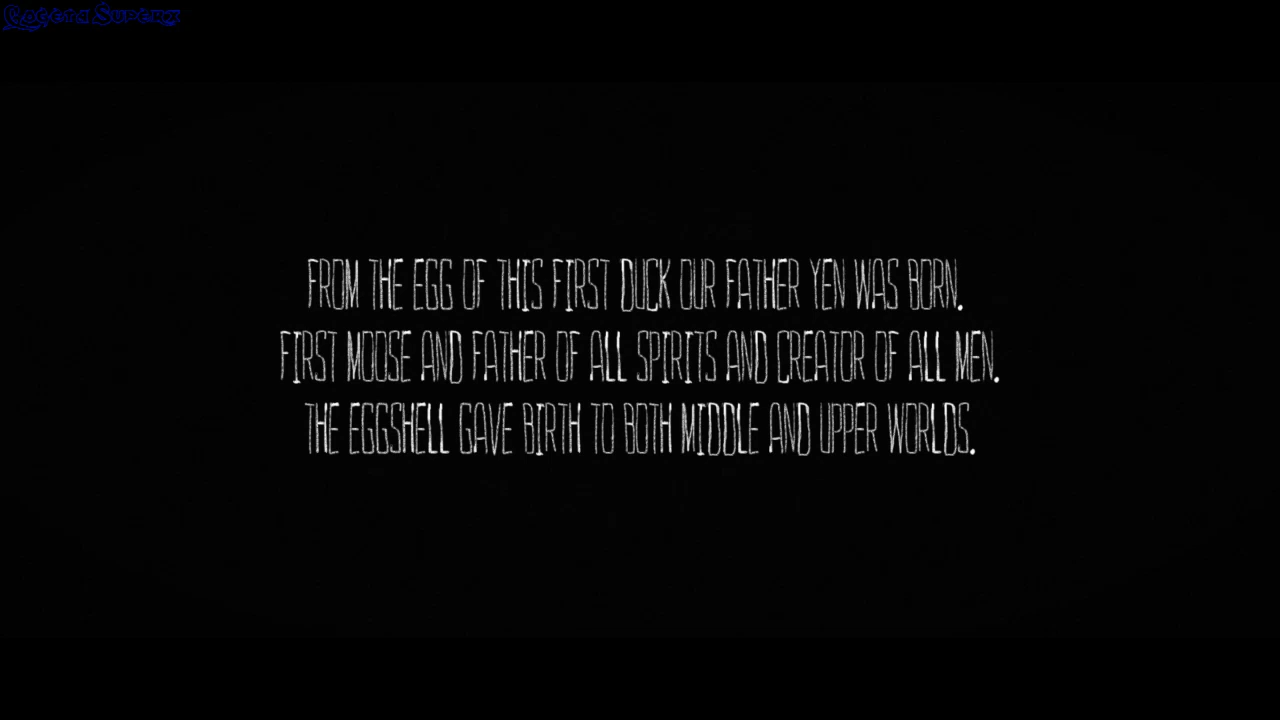 FROM THE EGG OF THIS FIRST DUCK OUR FATHER YEN WAS BORN.
FIRST MOOSE AND FATHER OF ALL SPIRITS AND CREATOR OF ALL MEN.
THE EGGSHELL GAVE BIRTH TO BOTH MIDDLE AND UPPER WORLDS.